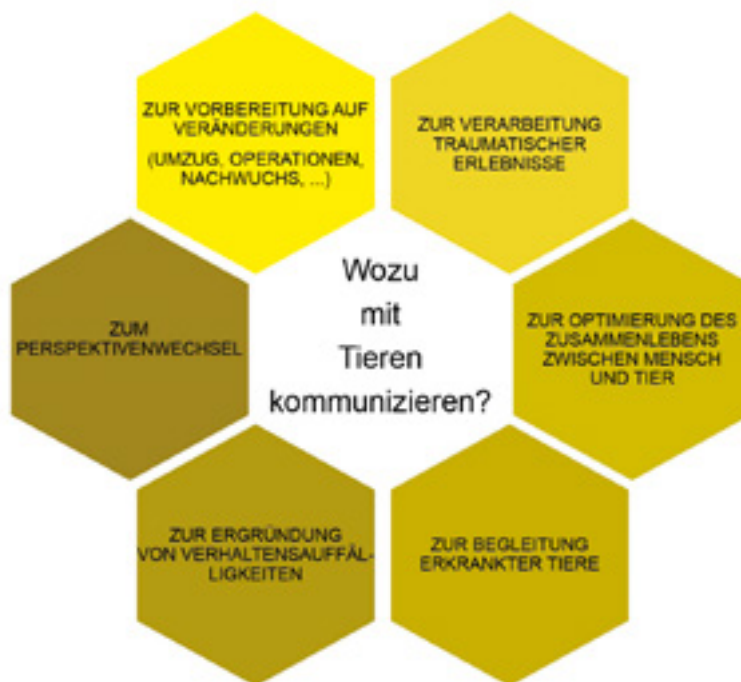 ZUR VORBEREITUNG AUF
VERÄNDERUNGEN
(UMZUG, OPERATIONEN,
NACHWUCHS, ...)
ZUR VERARBEITUNG
TRAUMATISCHER
ERLEBNISSE
Wozu
mit
Tieren
kommunizieren?
ZUM
PERSPEKTIVENWECHSEL
ZUR OPTIMIERUNG DES
ZUSAMMENLEBENS
ZWISCHEN MENSCH
UND TIER
ZUR ERGRÜNDUNG
VON VERHALTENSAUFFÄL-
LIGKEITEN
ZUR BEGLEITUNG
ERKRANKTER TIERE